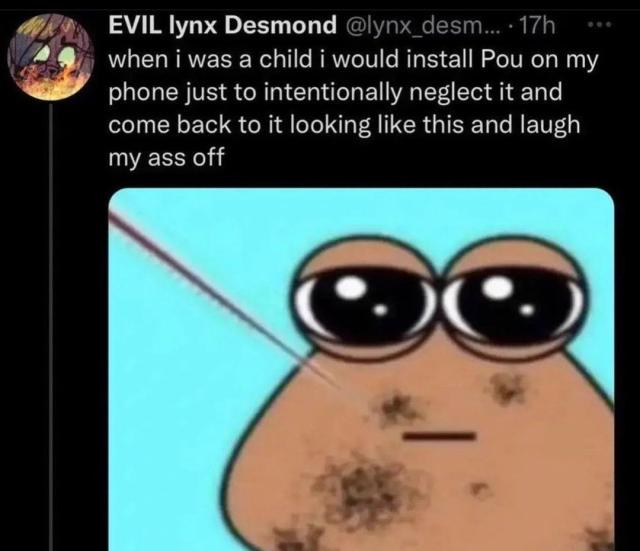 EVIL lynx Desmond @lynx_desm... · 17h ...
when i was a child i would install Pou on my
phone just to intentionally neglect it and
come back to it looking like this and laugh
my ass off